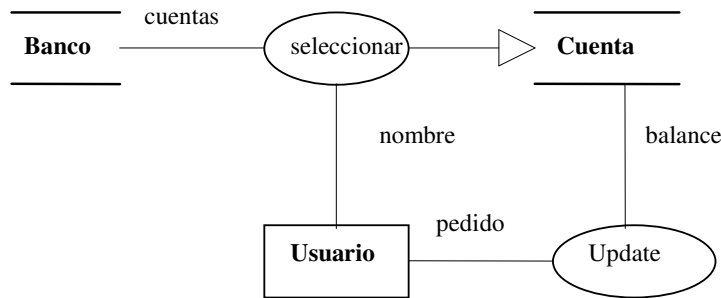 cuentas
Banco
seleccionar
Cuenta
nombre
balance
pedido
Usuario
Update